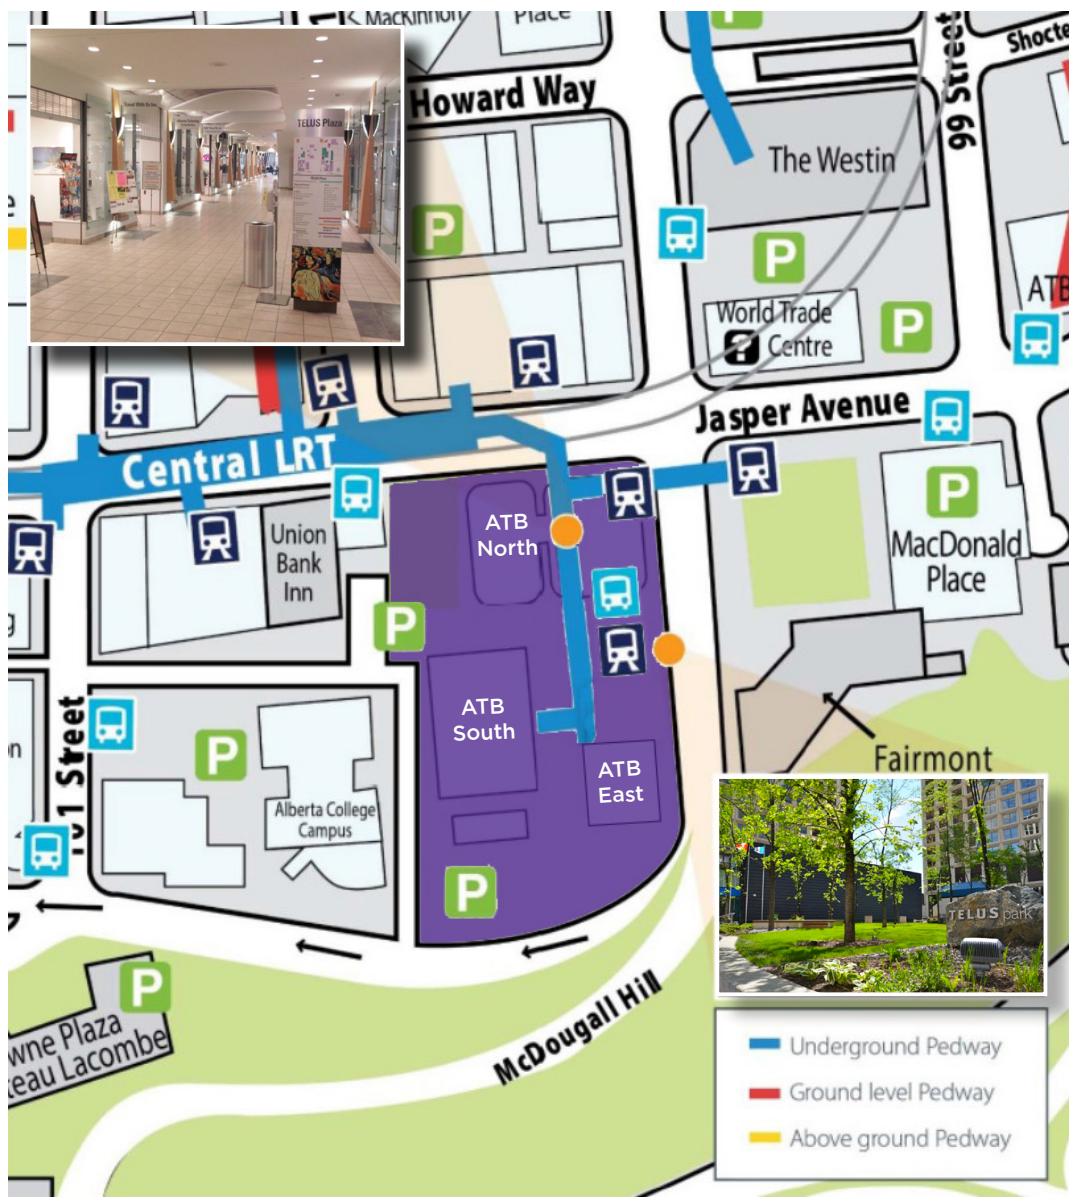 MacKinnon
Place
Howard Way
99 Street
Shocto
TELUS Plaza
The Westin
ATB
World Trade
Centre
?
P
P
P
P
Jasper Avenue
Central LRT
Union
Bank
Inn
ATB
North
P
MacDonald
Place
P
ATB
South
ATB
East
101 Street
P
Alberta College
Campus
Fairmont
TELUS park
P
P
wne Plaza
teau Lacombe
McDougall Hill
Underground Pedway
Ground level Pedway
Above ground Pedway